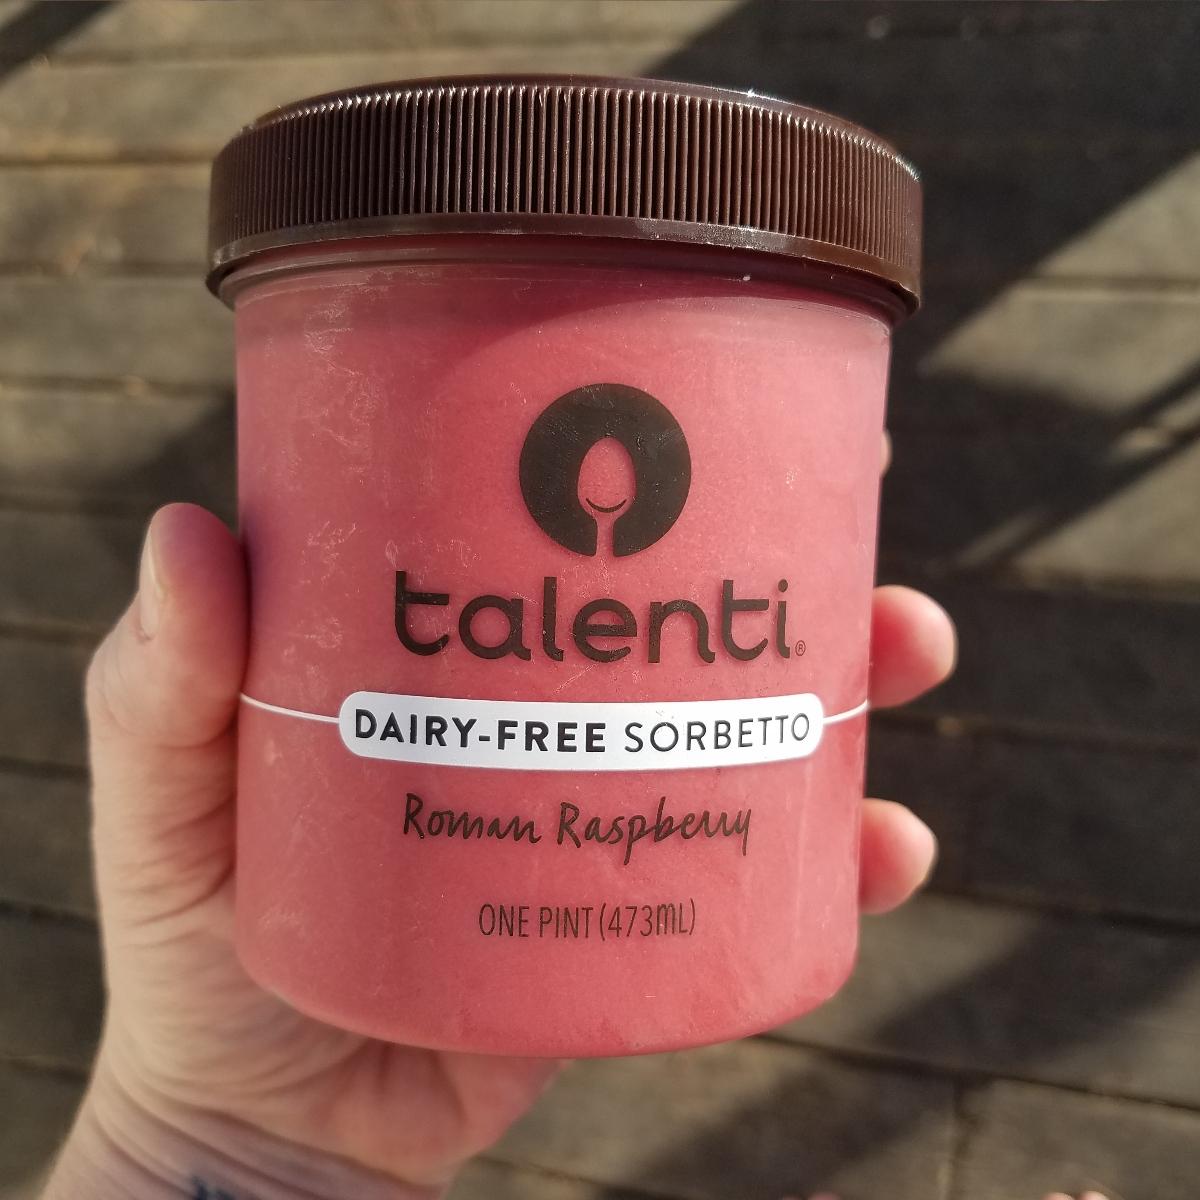 talenti®
DAIRY-FREE SORBETTO
Roman Raspberry
ONE PINT (473mL)